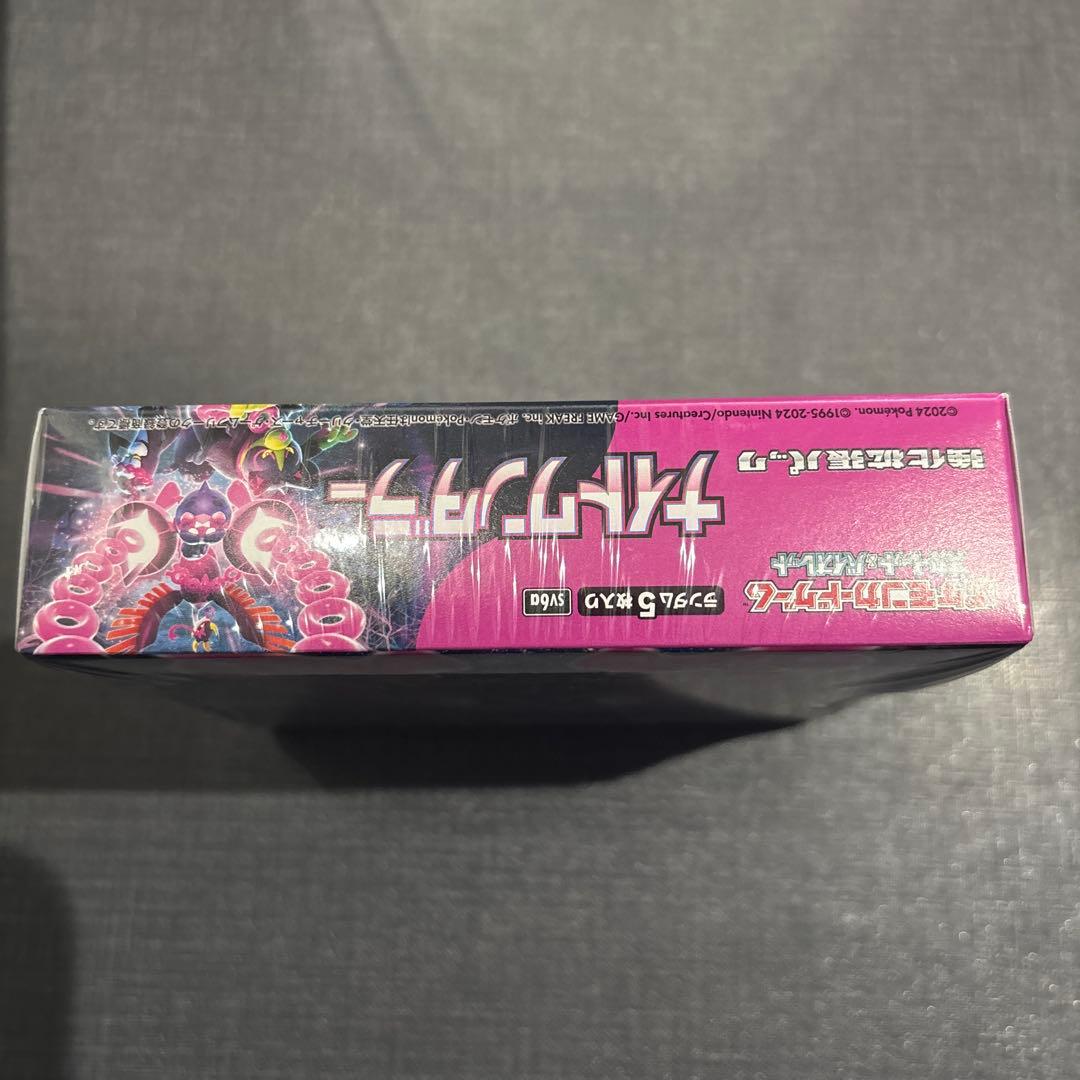 ポケモンカードゲーム
スカーレット&バイオレット
ランダム5枚入り
sv6a
強化拡張パック
ナイトワンダラー
©2024 Pokémon. ©1995-2024 Nintendo/Creatures Inc./GAME FREAK inc. ポケモン・Pokémonは任天堂・クリーチャーズ・ゲームフリークの登録商標です。